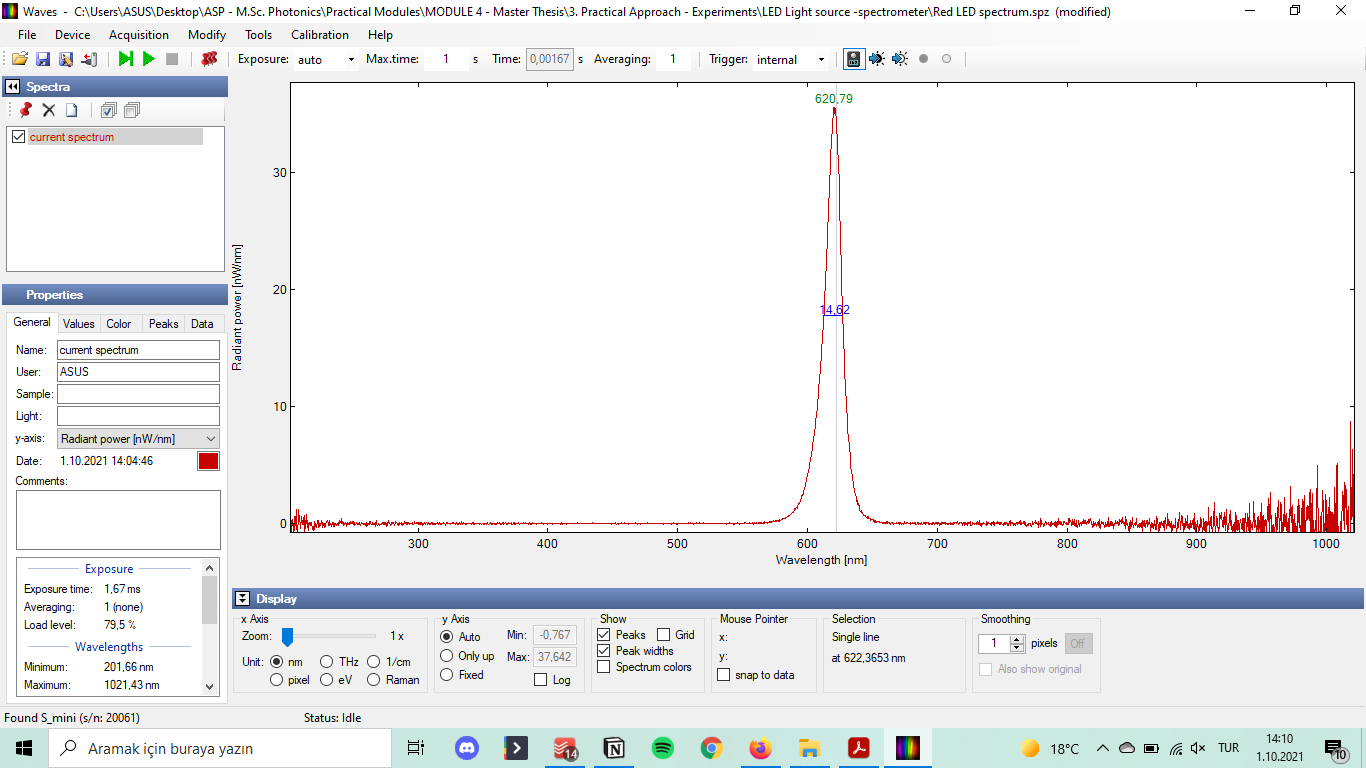 Waves - C:\Users\ASUS\Desktop\ASP - M.Sc. Photonics\Practical Modules\MODULE 4 - Master Thesis\3. Practical Approach - Experiments\LED Light source -spectrometer\Red LED spectrum.spz (modified)
File Device Acquisition Modify Tools Calibration Help
Exposure: auto Max.time: 1 s Time: 0,00167 s Averaging: 1 Trigger: internal
Spectra
current spectrum
Properties
General Values Color Peaks Data
Name: current spectrum
User: ASUS
Sample:
Light:
y-axis: Radiant power [nW/nm]
Date: 1.10.2021 14:04:46
Comments:
Exposure
Exposure time: 1,67 ms
Averaging: 1 (none)
Load level: 79,5 %
Wavelengths
Minimum: 201,66 nm
Maximum: 1021,43 nm
620,79
30
20
14,62
10
0
Radiant power [nW/nm]
300 400 500 600 700 800 900 1000
Wavelength [nm]
Display
x Axis
Zoom: 1 x
Unit: nm THz 1/cm
pixel eV Raman
y Axis
Auto Min: -0,767
Only up Max: 37,642
Fixed Log
Show
Peaks Grid
Peak widths
Spectrum colors
Mouse Pointer
x:
y:
snap to data
Selection
Single line
at 622,3653 nm
Smoothing
1 pixels Off
Also show original
Found S_mini (s/n: 20061) Status: Idle
Aramak için buraya yazın
14
18°C
TUR
14:10
1.10.2021
10